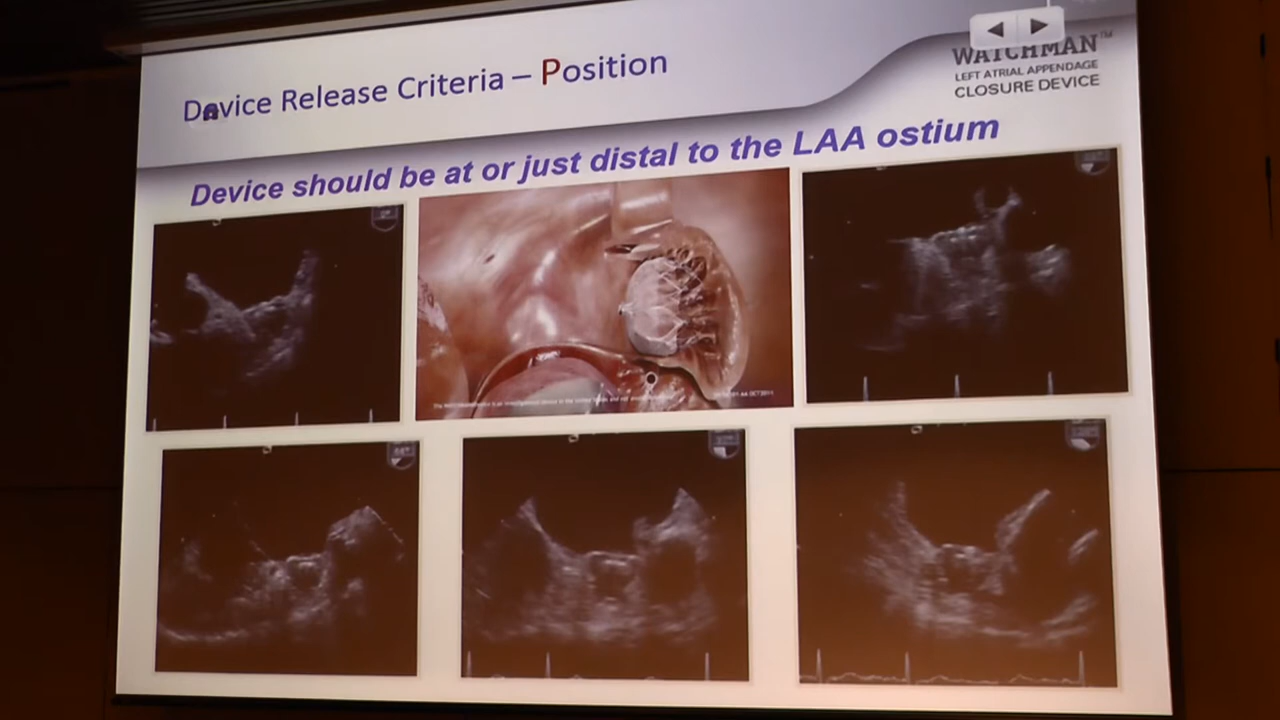 Device Release Criteria – Position
WATCHMAN™
LEFT ATRIAL APPENDAGE
CLOSURE DEVICE
Device should be at or just distal to the LAA ostium